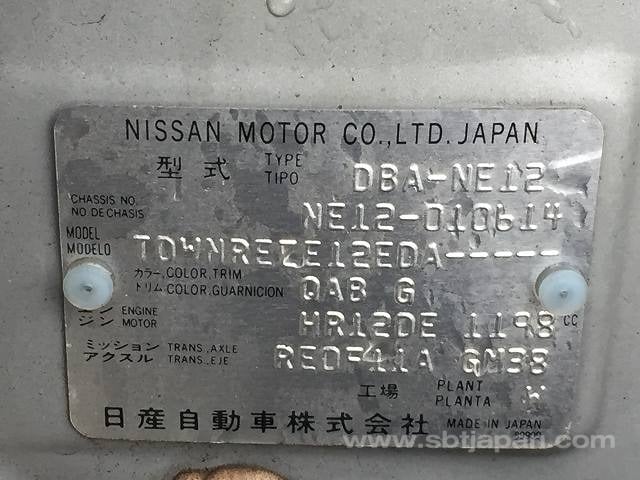 NISSAN MOTOR CO.,LTD. JAPAN
型式 TYPE TIPO DBA-NE12
CHASSIS NO. NO DE CHASIS NE12-010614
MODEL MODELO TDWNREZE12EDA-----
カラー,COLOR,TRIM
トリム COLOR,GUARNICION QAB G
エンジン ENGINE MOTOR HR12DE 1198 CC
ミッション TRANS.,AXLE
アクスル TRANS.,EJE RE0F11A GM38
工場 PLANT PLANTA
日産自動車株式会社 MADE IN JAPAN
www.sbtjapan.com